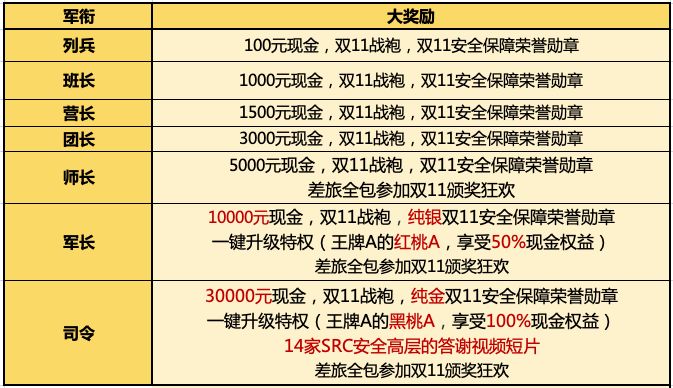 军衔 大奖励
列兵 100元现金，双11战袍，双11安全保障荣誉勋章
班长 1000元现金，双11战袍，双11安全保障荣誉勋章
营长 1500元现金，双11战袍，双11安全保障荣誉勋章
团长 3000元现金，双11战袍，双11安全保障荣誉勋章
师长 5000元现金，双11战袍，双11安全保障荣誉勋章
差旅全包参加双11颁奖狂欢
军长 10000元现金，双11战袍，纯银双11安全保障荣誉勋章
一键升级特权（王牌A的红桃A，享受50%现金权益）
差旅全包参加双11颁奖狂欢
司令 30000元现金，双11战袍，纯金双11安全保障荣誉勋章
一键升级特权（王牌A的黑桃A，享受100%现金权益）
14家SRC安全高层的答谢视频短片
差旅全包参加双11颁奖狂欢